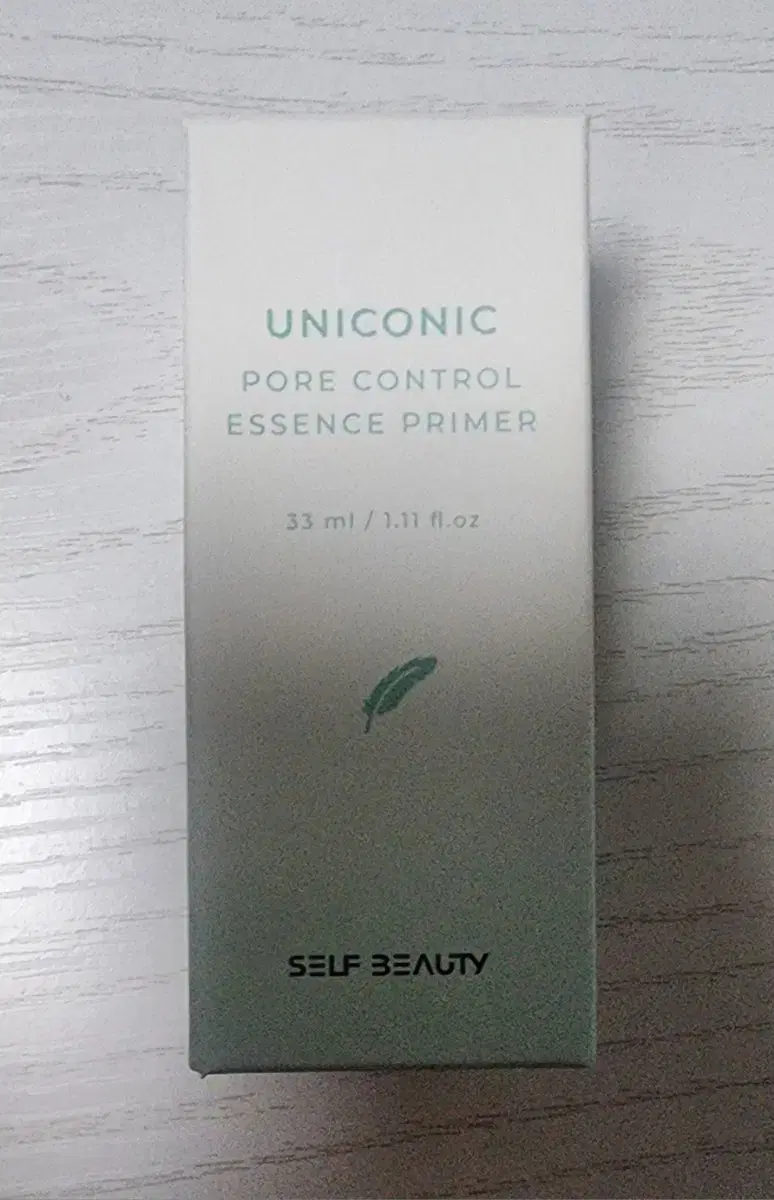 UNICONIC
PORE CONTROL
ESSENCE PRIMER
33 ml / 1.11 fl.oz
SELF BEAUTY